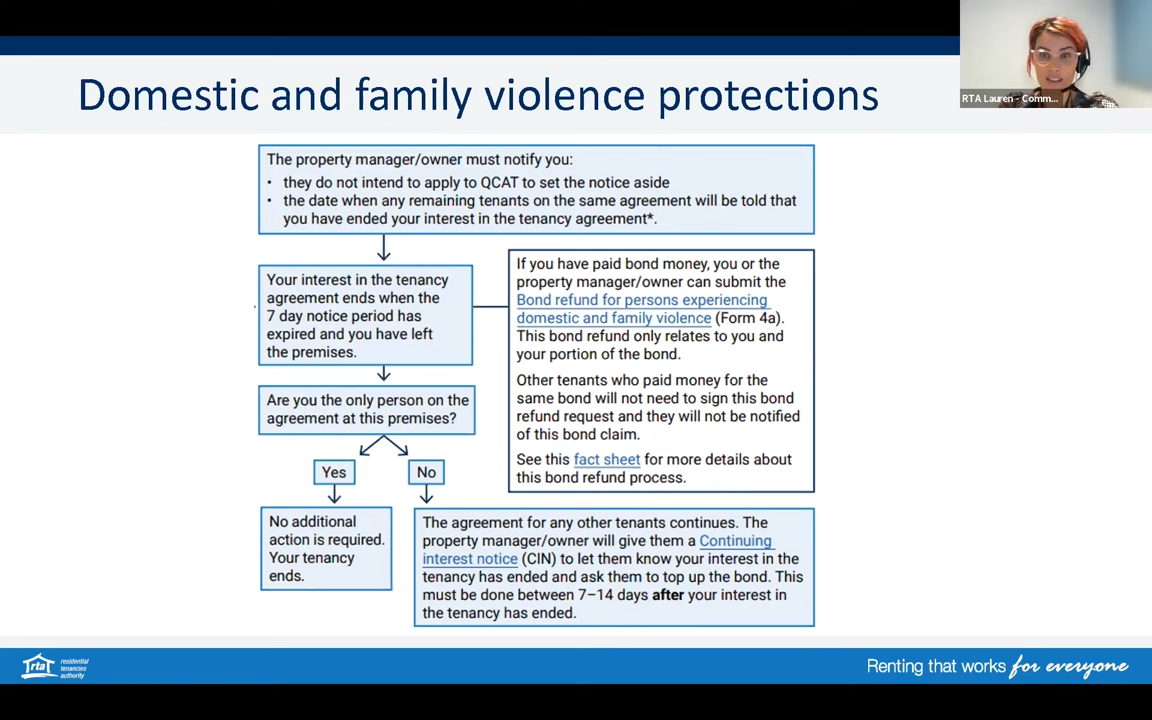 Domestic and family violence protections
RTA Lauren - Comm...
The property manager/owner must notify you:
• they do not intend to apply to QCAT to set the notice aside
• the date when any remaining tenants on the same agreement will be told that
you have ended your interest in the tenancy agreement*.
Your interest in the tenancy
agreement ends when the
7 day notice period has
expired and you have left
the premises.
If you have paid bond money, you or the
property manager/owner can submit the
Bond refund for persons experiencing
domestic and family violence (Form 4a).
This bond refund only relates to you and
your portion of the bond.
Other tenants who paid money for the
same bond will not need to sign this bond
refund request and they will not be notified
of this bond claim.
See this fact sheet for more details about
this bond refund process.
Are you the only person on the
agreement at this premises?
Yes
No
No additional
action is required.
Your tenancy
ends.
The agreement for any other tenants continues. The
property manager/owner will give them a Continuing
interest notice (CIN) to let them know your interest in the
tenancy has ended and ask them to top up the bond. This
must be done between 7–14 days after your interest in
the tenancy has ended.
rta
residential
tenancies
authority
Renting that works for everyone